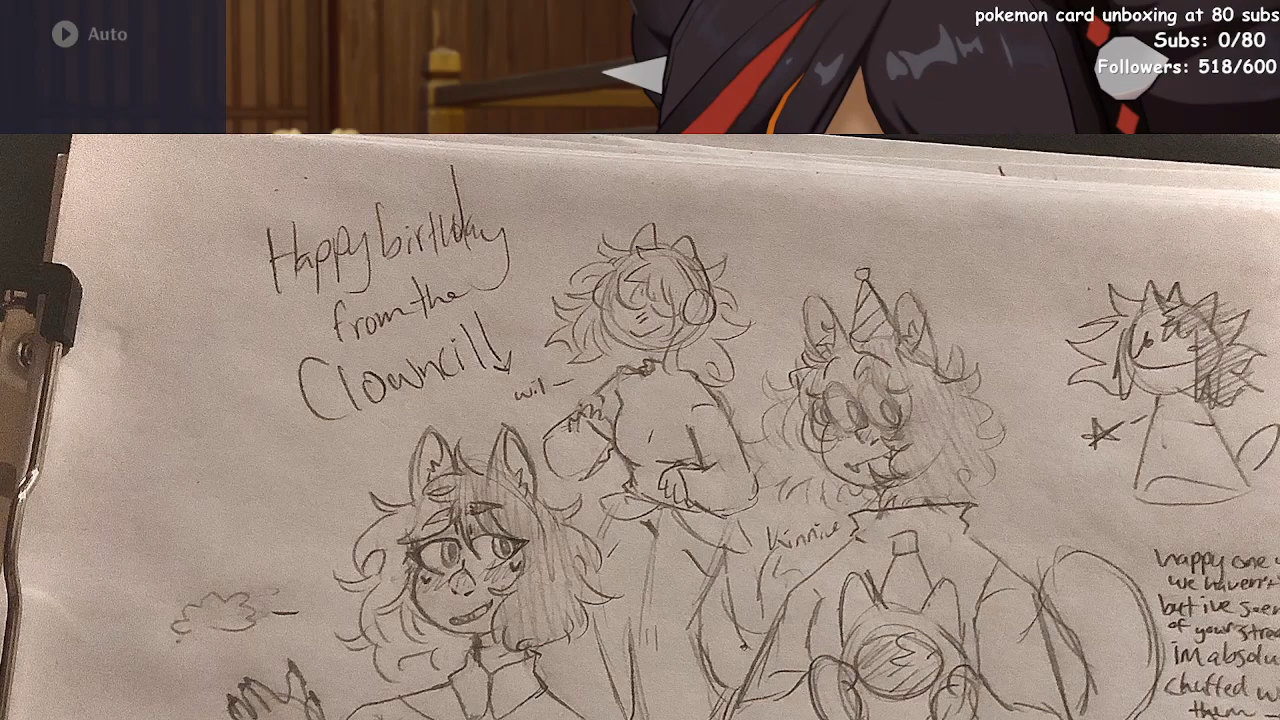 Auto
pokemon card unboxing at 80 subs
Subs: 0/80
Followers: 518/600
Happy birthday
from the
Clowncil!
wil
kinnive
happy one
we haven't
but ive seen
of your strea
im absolu
chuffed w
them